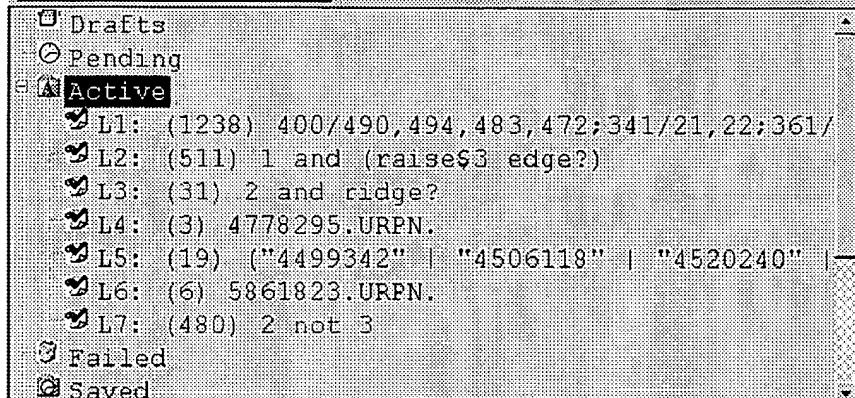 Drafts
Pending
Active
L1: (1238) 400/490,494,483,472;341/21,22;361/
L2: (511) 1 and (raise$3 edge?)
L3: (31) 2 and ridge?
L4: (3) 4778295.URPN.
L5: (19) ("4499342" | "4506118" | "4520240" |
L6: (6) 5861823.URPN.
L7: (480) 2 not 3
Failed
Saved